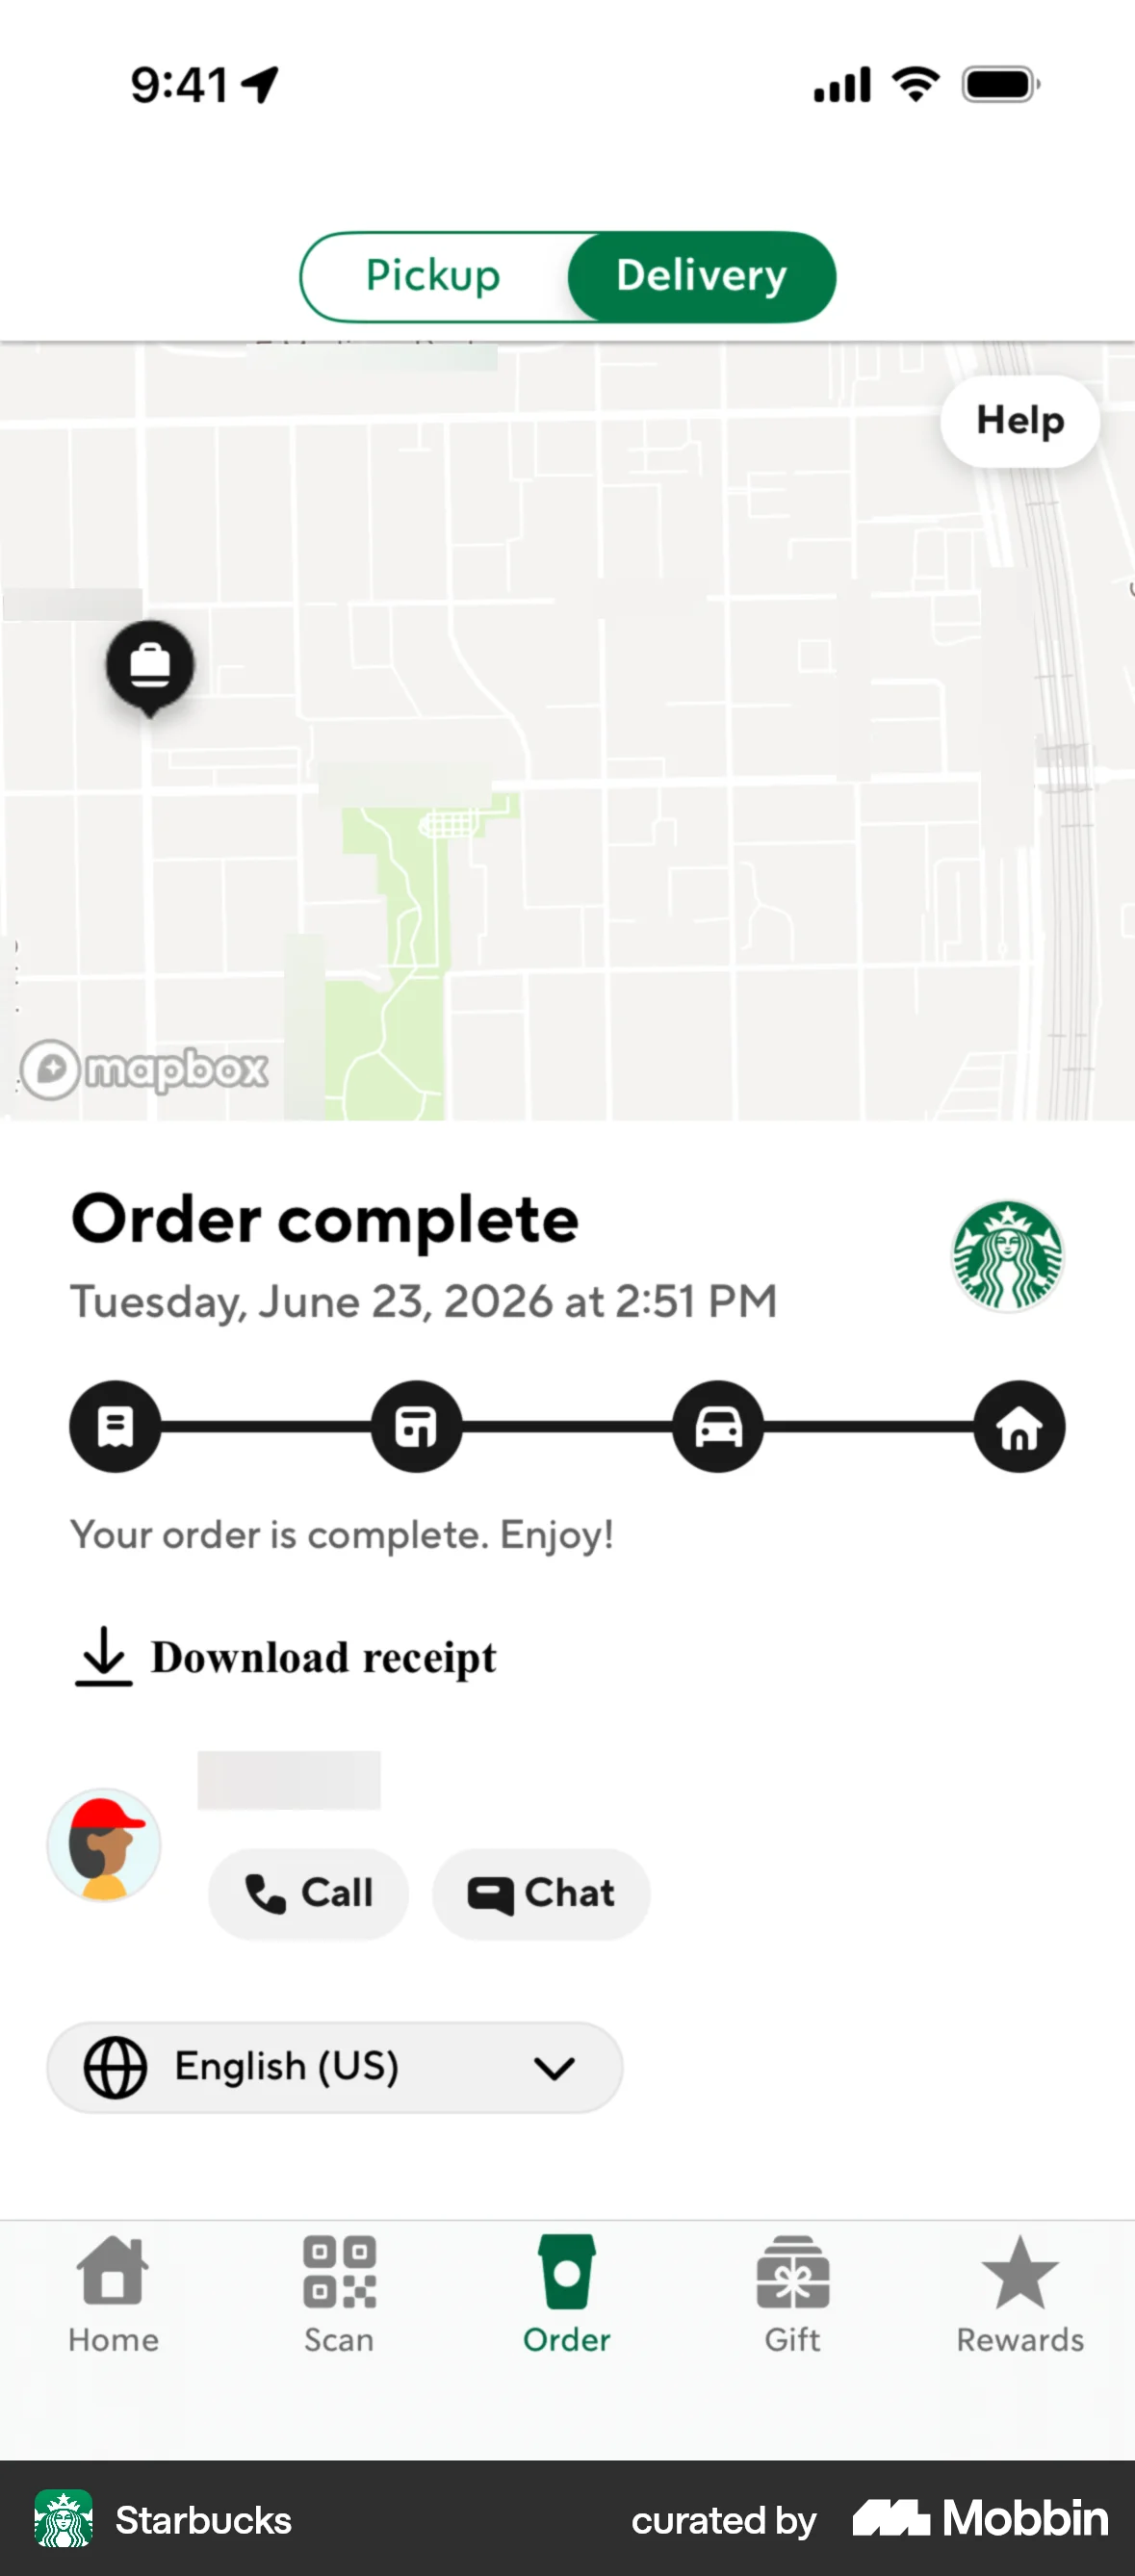 9:41
Pickup
Delivery
Help
mapbox
Order complete
Tuesday, June 23, 2026 at 2:51 PM
Your order is complete. Enjoy!
Download receipt
Call
Chat
English (US)
Home
Scan
Order
Gift
Rewards
Starbucks
curated by
Mobbin